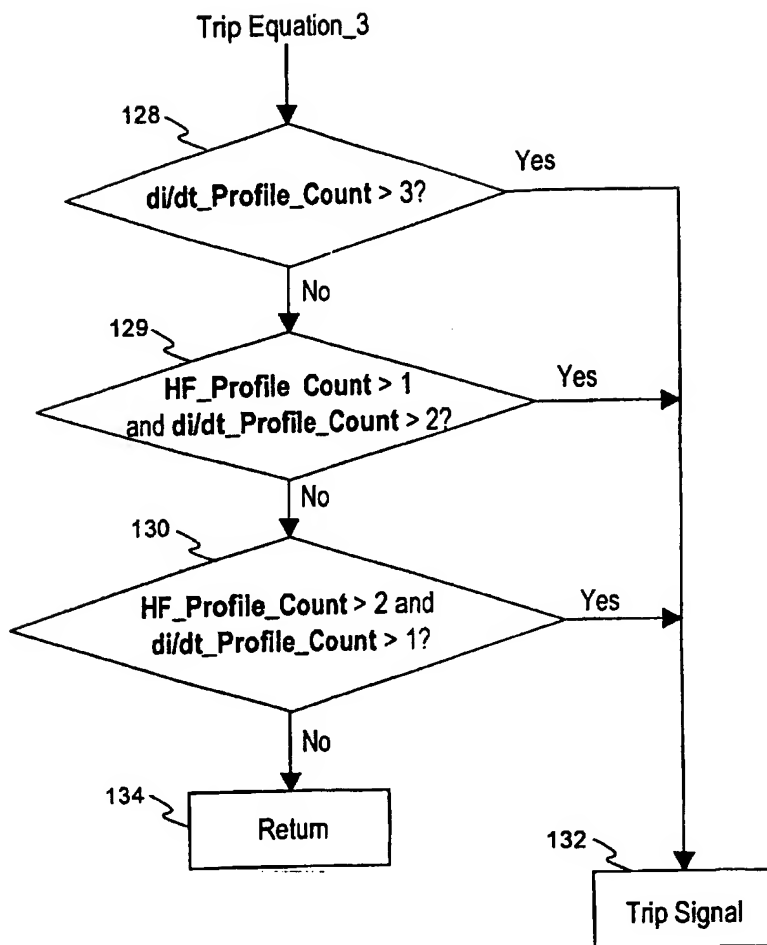 Trip Equation_3
128
di/dt_Profile_Count > 3?
Yes
No
129
HF_Profile Count > 1
and di/dt_Profile_Count > 2?
Yes
No
130
HF_Profile_Count > 2 and
di/dt_Profile_Count > 1?
Yes
No
134
Return
132
Trip Signal